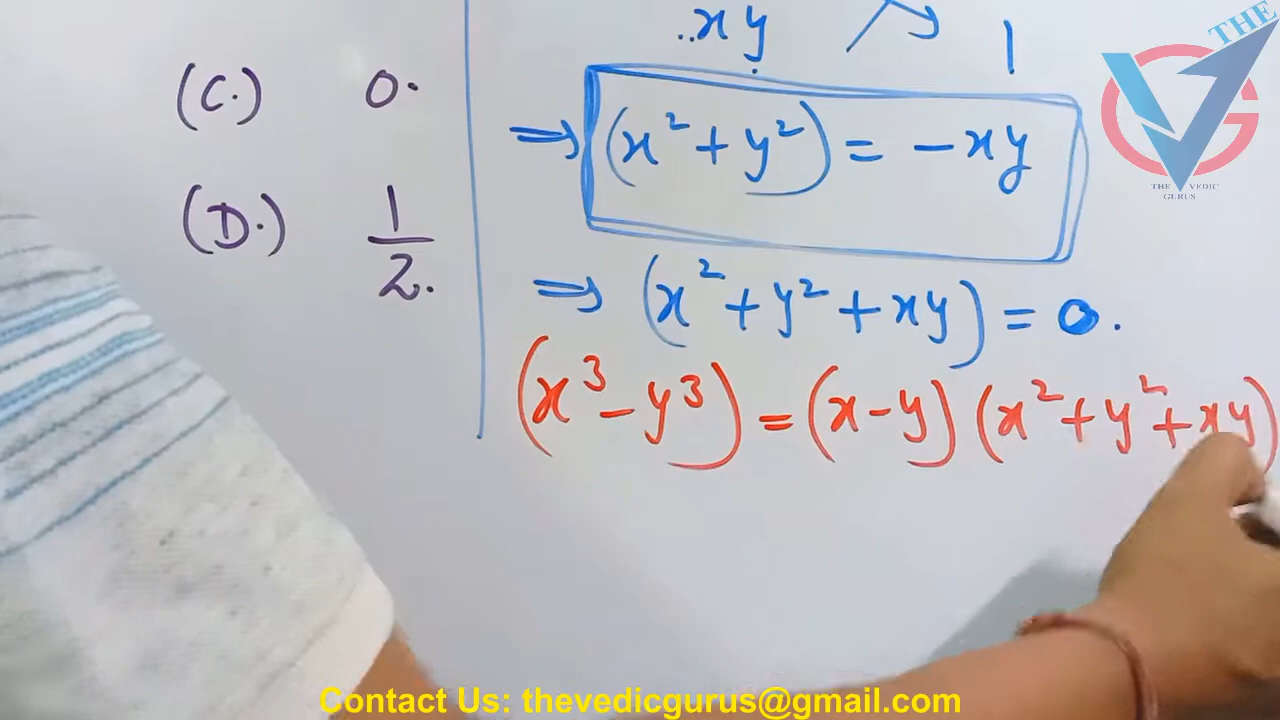 ..xy 1
(C.) 0.
⇒ (x² + y²) = -xy
(D.) 1/2.
⇒ (x² + y² + xy) = 0.
(x³ - y³) = (x - y) (x² + y² + xy)
THE
VG
THE VEDIC
GURUS
Contact Us: thevedicgurus@gmail.com